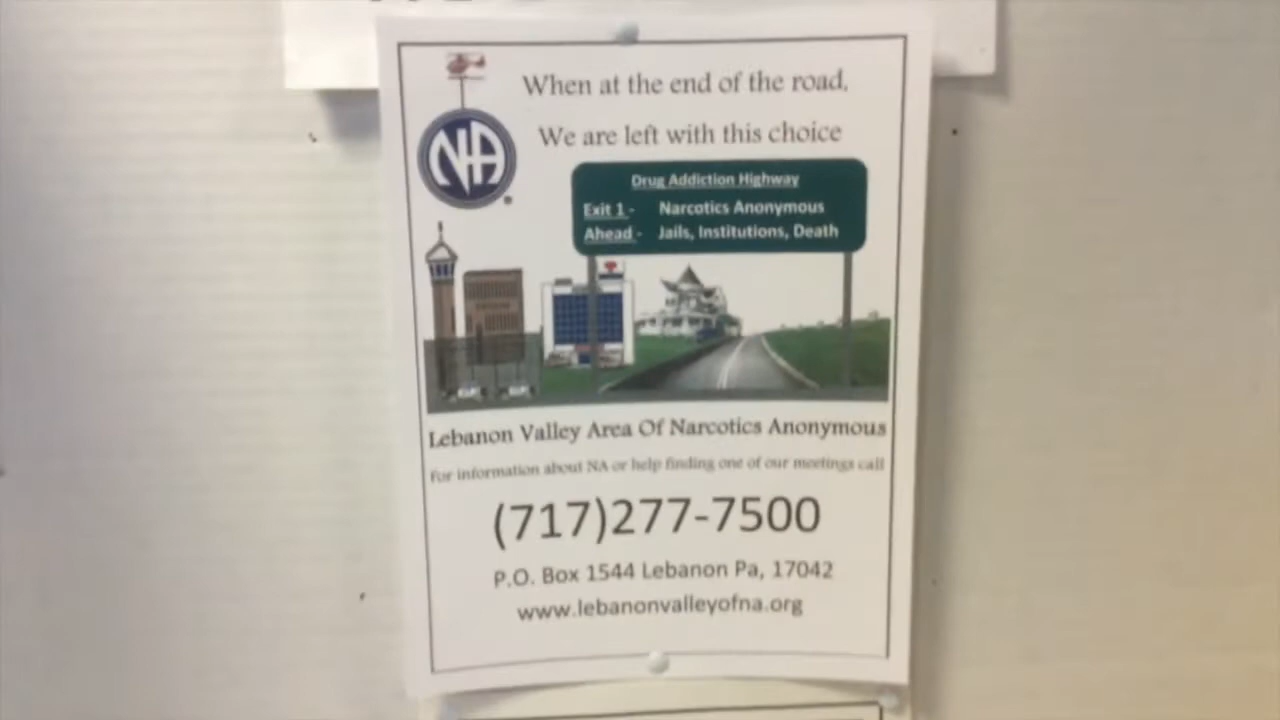 When at the end of the road,
We are left with this choice
NA
Drug Addiction Highway
Exit 1 - Narcotics Anonymous
Ahead - Jails, Institutions, Death
Lebanon Valley Area Of Narcotics Anonymous
For information about NA or help finding one of our meetings call
(717)277-7500
P.O. Box 1544 Lebanon Pa, 17042
www.lebanonvalleyofna.org